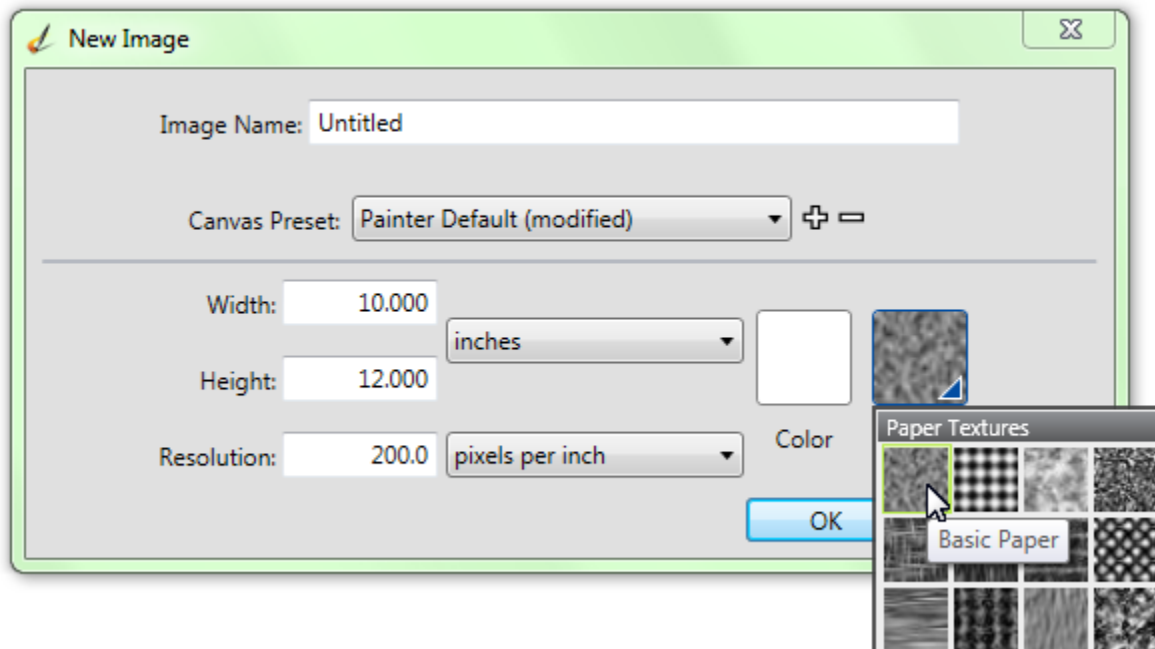 New Image
Image Name: Untitled
Canvas Preset: Painter Default (modified)
Width: 10.000
inches
Height: 12.000
Color
Resolution: 200.0 pixels per inch
OK
Paper Textures
Basic Paper